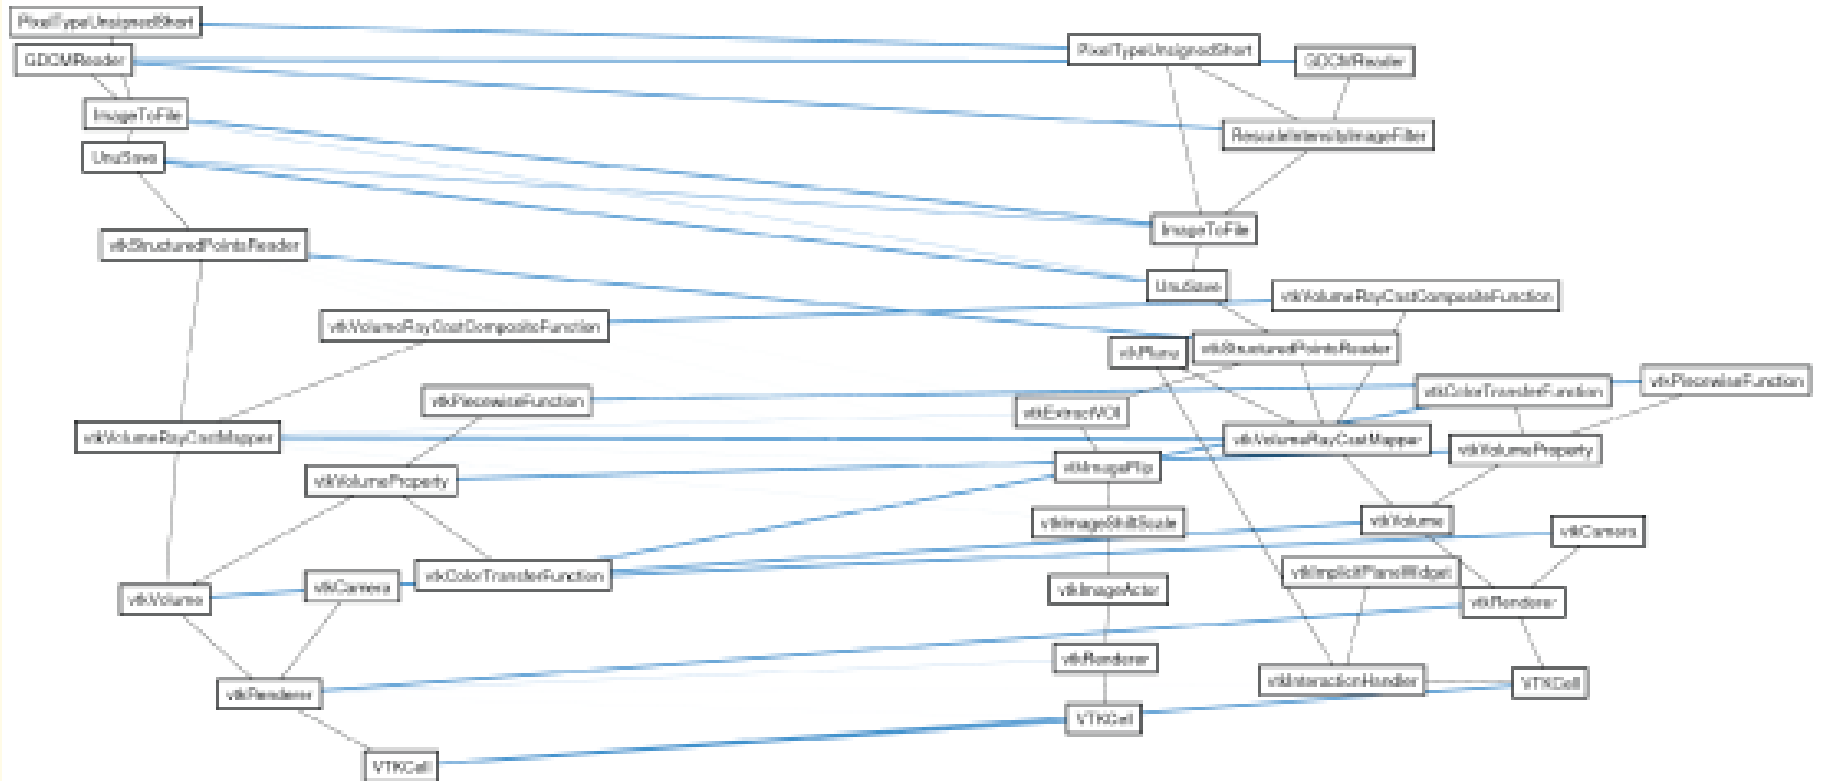 PixelTypeUnsignedShort
GDCMReader
ImageToFile
UnuSave
vtkStructuredPointsReader
vtkVolumeRayCastCompositeFunction
vtkPiecewiseFunction
vtkVolumeRayCastMapper
vtkVolumeProperty
vtkColorTransferFunction
vtkCamera
vtkVolume
vtkRenderer
VTKCell
PixelTypeUnsignedShort
GDCMReader
RescaleIntensityImageFilter
ImageToFile
UnuSave
vtkVolumeRayCastCompositeFunction
vtkPlane
vtkStructuredPointsReader
vtkColorTransferFunction
vtkPiecewiseFunction
vtkExtractVOI
vtkVolumeRayCastMapper
vtkVolumeProperty
vtkImageFlip
vtkImageShiftScale
vtkVolume
vtkCamera
vtkImplicitPlaneWidget
vtkImageActor
vtkRenderer
vtkRenderer
vtkInteractionHandler
VTKCell
VTKCell